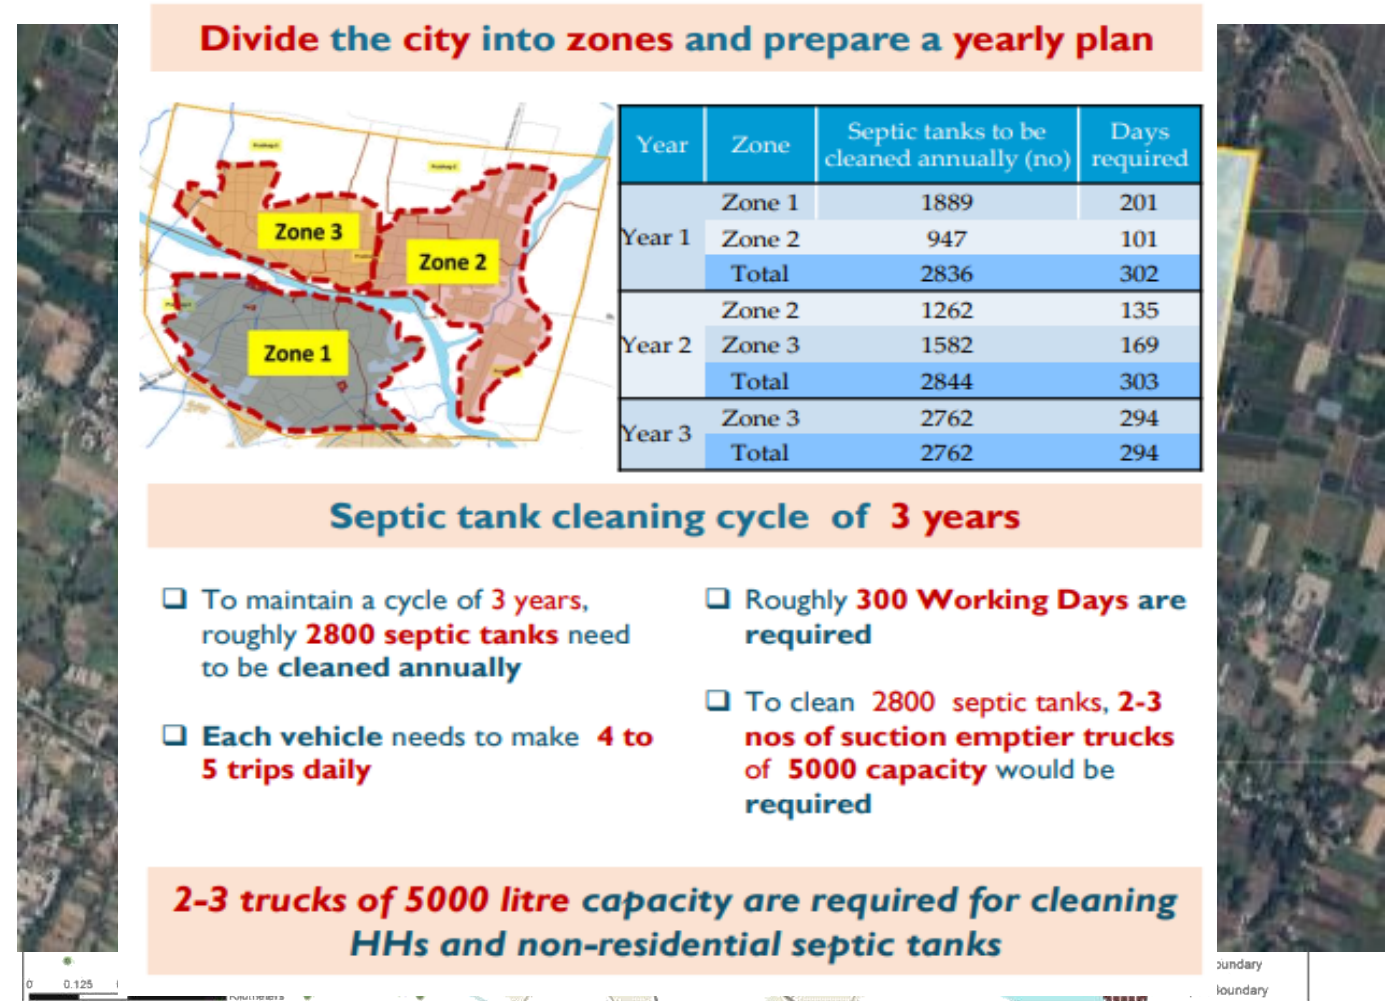 Divide the city into zones and prepare a yearly plan
Zone 3
Zone 2
Zone 1
Year Zone Septic tanks to be cleaned annually (no) Days required
Year 1 Zone 1 1889 201
Zone 2 947 101
Total 2836 302
Year 2 Zone 2 1262 135
Zone 3 1582 169
Total 2844 303
Year 3 Zone 3 2762 294
Total 2762 294
Septic tank cleaning cycle of 3 years
❑ To maintain a cycle of 3 years,
roughly 2800 septic tanks need
to be cleaned annually
❑ Each vehicle needs to make 4 to
5 trips daily
❑ Roughly 300 Working Days are
required
❑ To clean 2800 septic tanks, 2-3
nos of suction emptier trucks
of 5000 capacity would be
required
2-3 trucks of 5000 litre capacity are required for cleaning
HHs and non-residential septic tanks
0 0.125